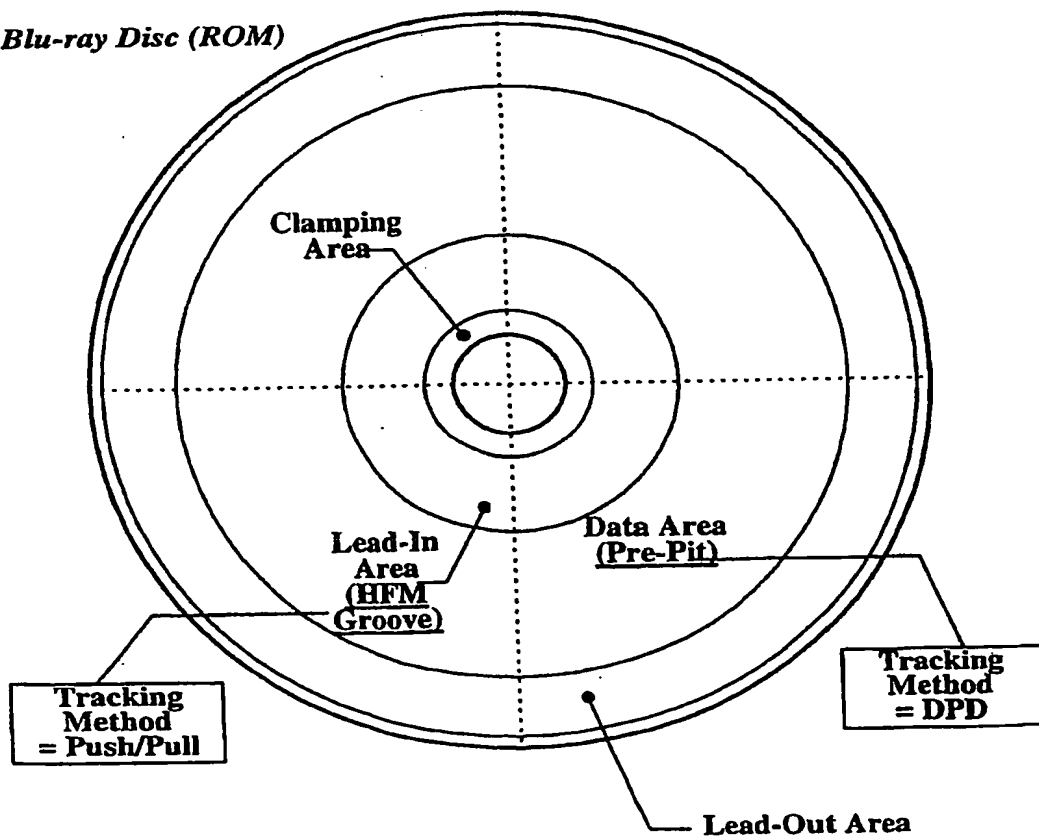 Blu-ray Disc (ROM)
Clamping
Area
Lead-In
Area
(HFM
Groove)
Data Area
(Pre-Pit)
Tracking
Method
= Push/Pull
Tracking
Method
= DPD
Lead-Out Area